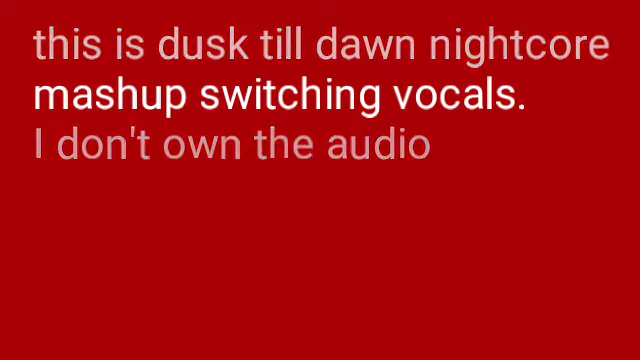 this is dusk till dawn nightcore
mashup switching vocals.
I don't own the audio